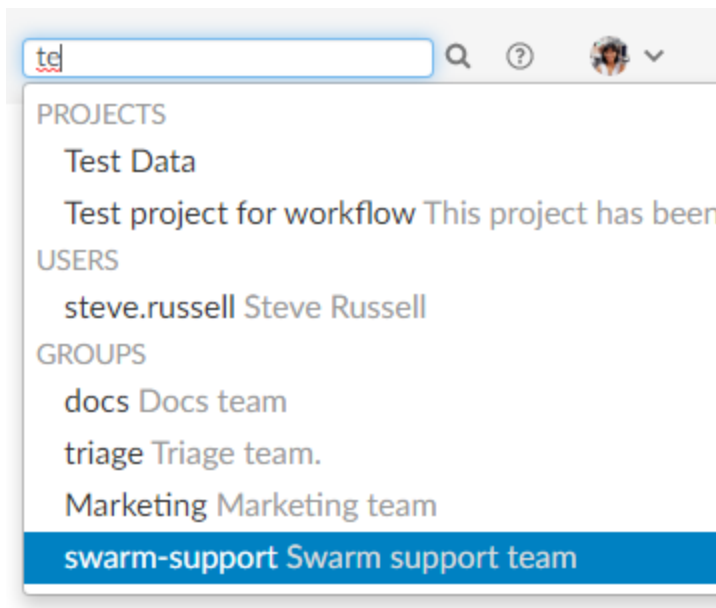 te
PROJECTS
Test Data
Test project for workflow This project has been
USERS
steve.russell Steve Russell
GROUPS
docs Docs team
triage Triage team.
Marketing Marketing team
swarm-support Swarm support team